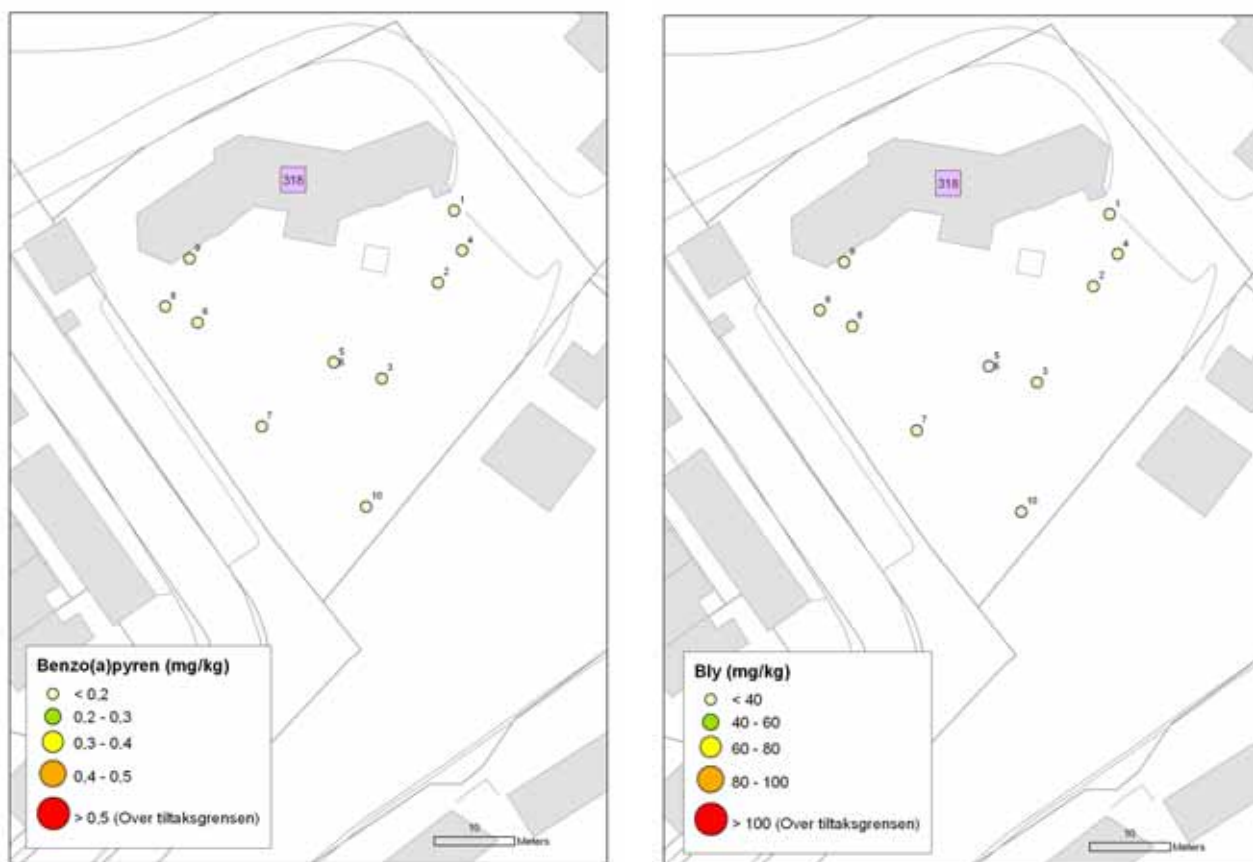 318
1
4
9
2
8
6
5
3
7
10
Benzo(a)pyren (mg/kg)
< 0,2
0,2 - 0,3
0,3 - 0,4
0,4 - 0,5
> 0,5 (Over tiltaksgrensen)
10
Meters
318
1
4
9
2
8
6
5
3
7
10
Bly (mg/kg)
< 40
40 - 60
60 - 80
80 - 100
> 100 (Over tiltaksgrensen)
10
Meters